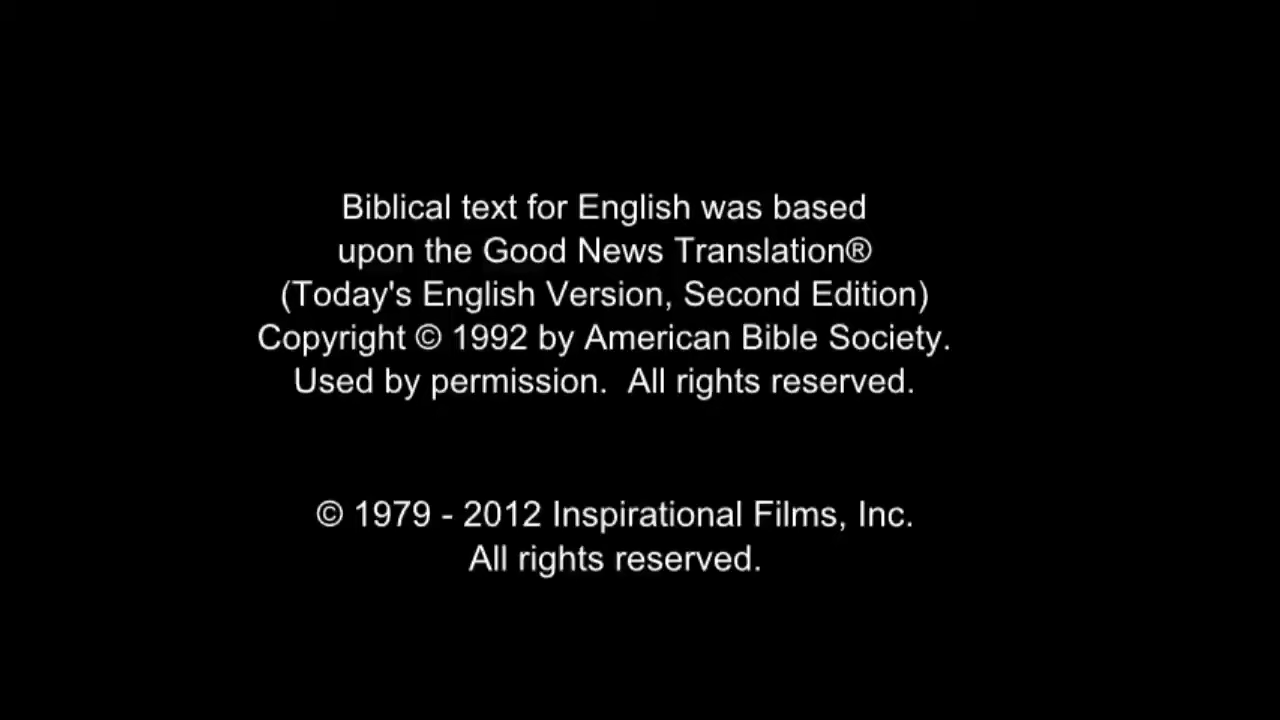 Biblical text for English was based
upon the Good News Translation®
(Today's English Version, Second Edition)
Copyright © 1992 by American Bible Society.
Used by permission.  All rights reserved.
© 1979 - 2012 Inspirational Films, Inc.
All rights reserved.